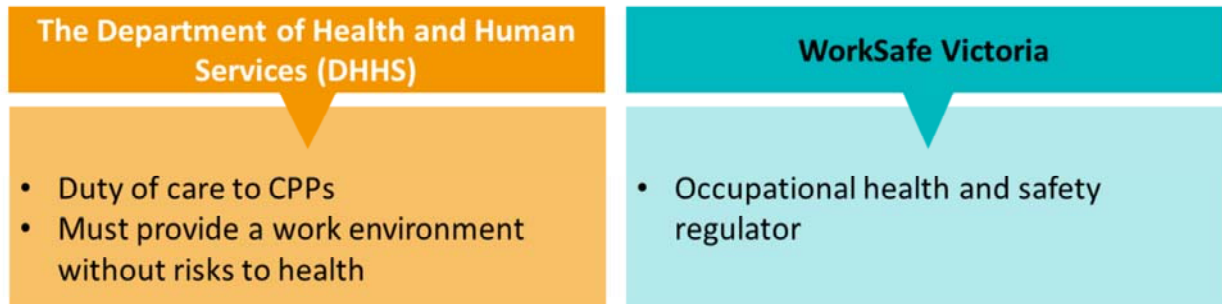 The Department of Health and Human
Services (DHHS)
• Duty of care to CPPs
• Must provide a work environment
without risks to health
WorkSafe Victoria
• Occupational health and safety
regulator